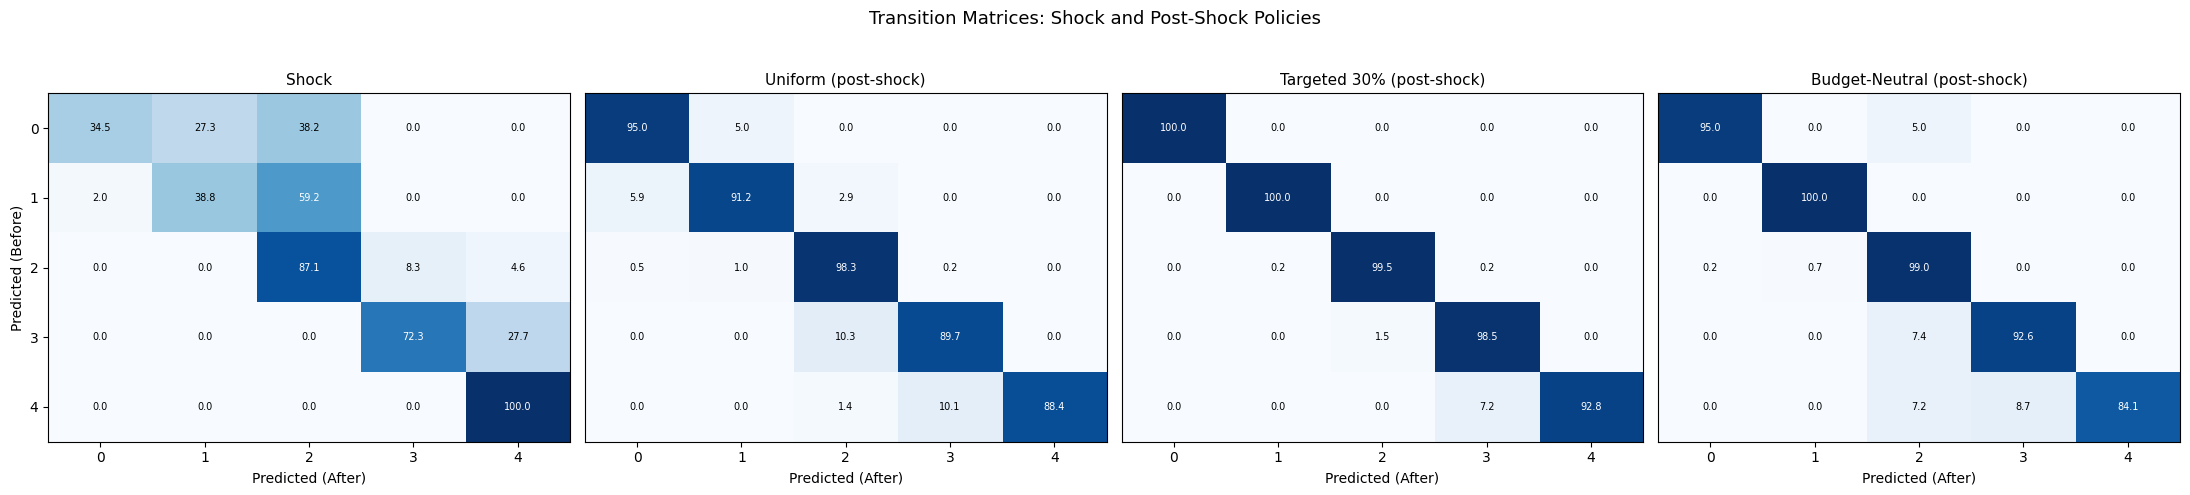 Transition Matrices: Shock and Post-Shock Policies
Shock
Uniform (post-shock)
Targeted 30% (post-shock)
Budget-Neutral (post-shock)
Predicted (Before)
0 34.5 27.3 38.2 0.0 0.0 95.0 5.0 0.0 0.0 0.0 100.0 0.0 0.0 0.0 0.0 95.0 0.0 5.0 0.0 0.0
1 2.0 38.8 59.2 0.0 0.0 5.9 91.2 2.9 0.0 0.0 0.0 100.0 0.0 0.0 0.0 0.0 100.0 0.0 0.0 0.0
2 0.0 0.0 87.1 8.3 4.6 0.5 1.0 98.3 0.2 0.0 0.0 0.2 99.5 0.2 0.0 0.2 0.7 99.0 0.0 0.0
3 0.0 0.0 0.0 72.3 27.7 0.0 0.0 10.3 89.7 0.0 0.0 0.0 1.5 98.5 0.0 0.0 0.0 7.4 92.6 0.0
4 0.0 0.0 0.0 0.0 100.0 0.0 0.0 1.4 10.1 88.4 0.0 0.0 0.0 7.2 92.8 0.0 0.0 7.2 8.7 84.1
0 1 2 3 4 0 1 2 3 4 0 1 2 3 4 0 1 2 3 4
Predicted (After)
Predicted (After)
Predicted (After)
Predicted (After)